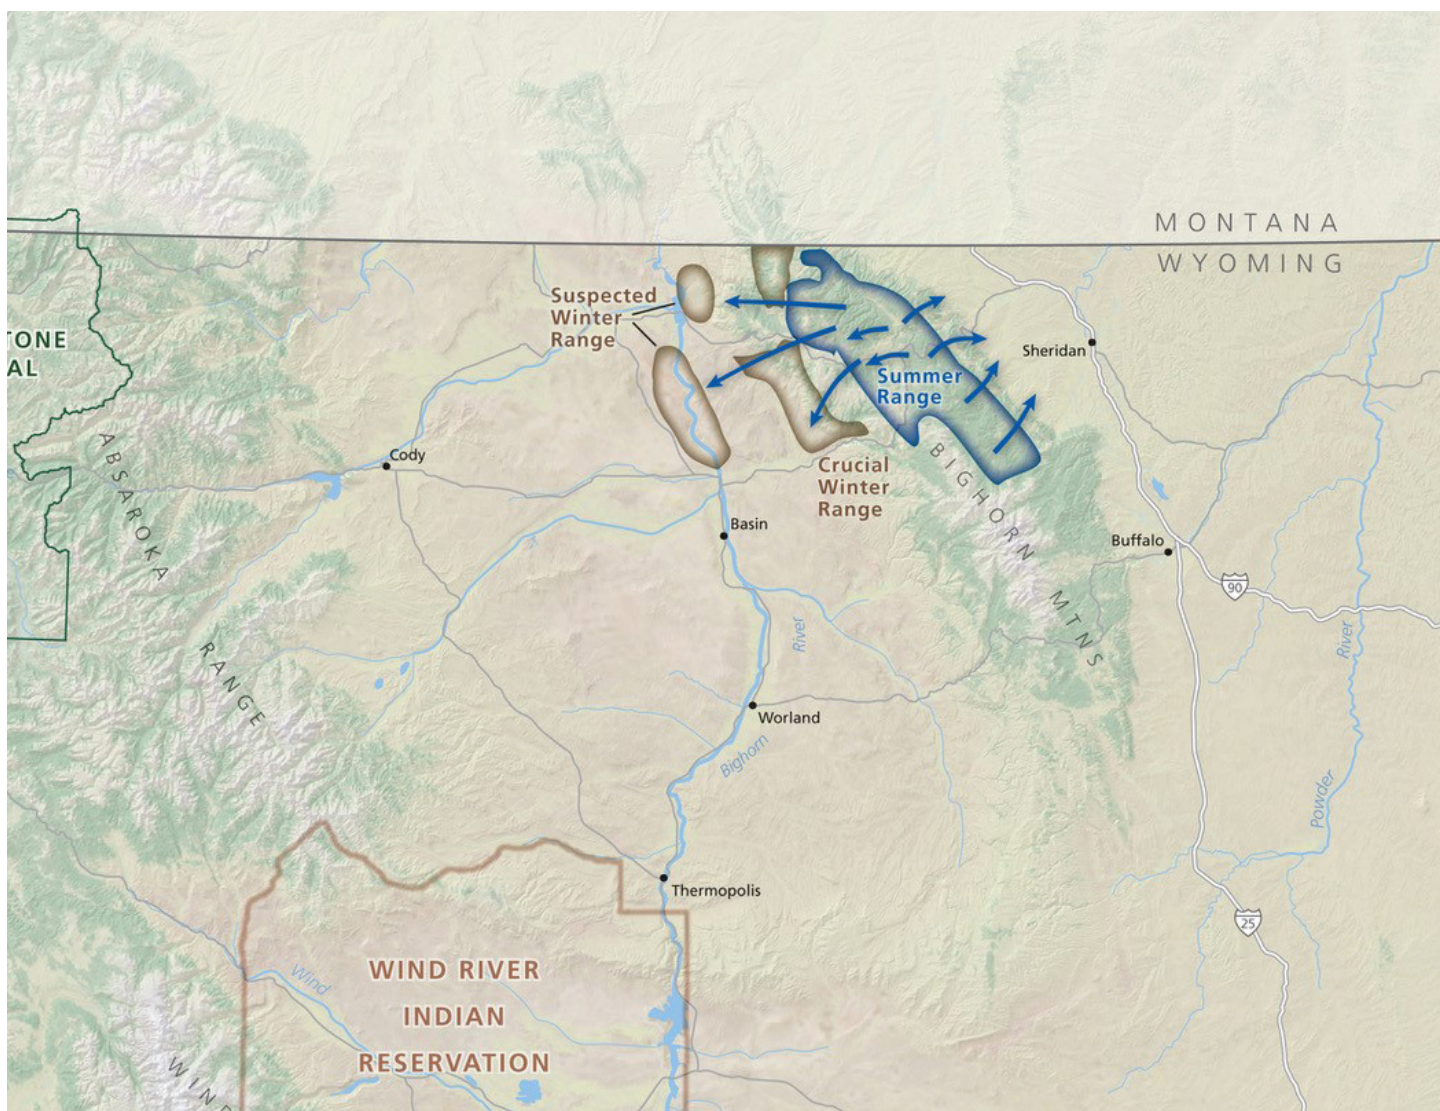 MONTANA
WYOMING
Suspected
Winter
Range
Sheridan
Summer
Range
TONE
AL
Cody
Crucial
Winter
Range
ABSAROKA
RANGE
BIGHORN MTNS
Basin
Buffalo
90
River
River
Worland
Bighorn
Powder
Thermopolis
25
WIND RIVER
INDIAN
RESERVATION
Wind
WIND